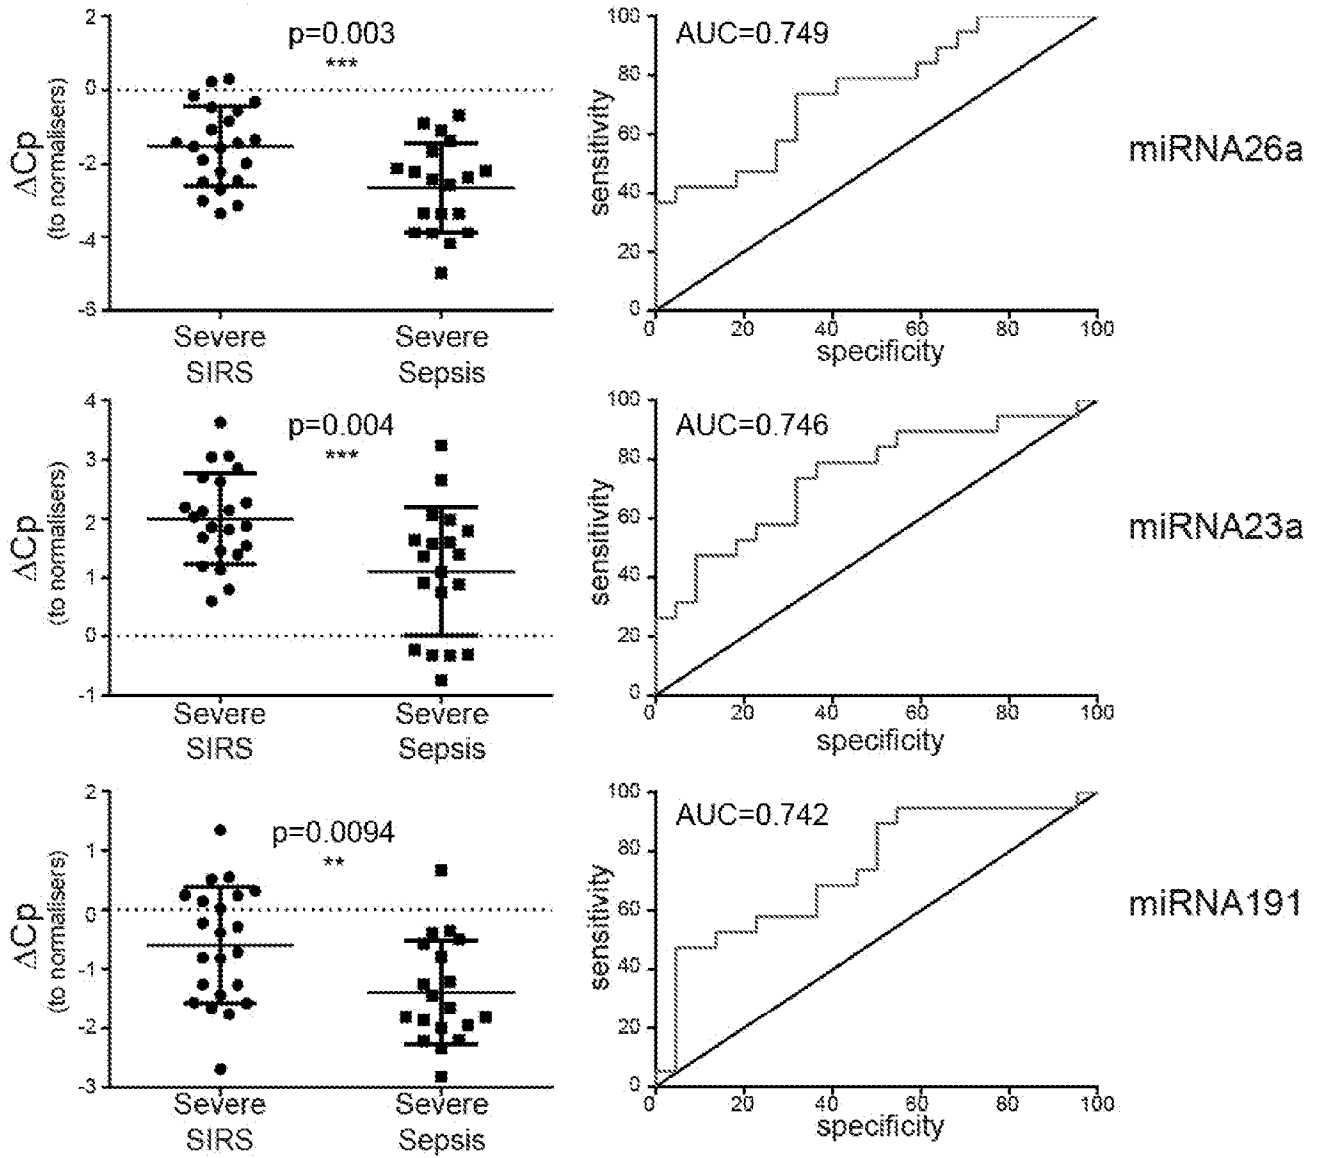 p=0.003
***
2
0
-2
-4
-6
ΔCp
(to normalisers)
Severe
SIRS
Severe
Sepsis
AUC=0.749
100
80
60
40
20
0
sensitivity
0 20 40 60 80 100
specificity
miRNA26a
p=0.004
***
4
3
2
1
0
-1
ΔCp
(to normalisers)
Severe
SIRS
Severe
Sepsis
AUC=0.746
100
80
60
40
20
0
sensitivity
0 20 40 60 80 100
specificity
miRNA23a
p=0.0094
**
2
1
0
-1
-2
-3
ΔCp
(to normalisers)
Severe
SIRS
Severe
Sepsis
AUC=0.742
100
80
60
40
20
0
sensitivity
0 20 40 60 80 100
specificity
miRNA191